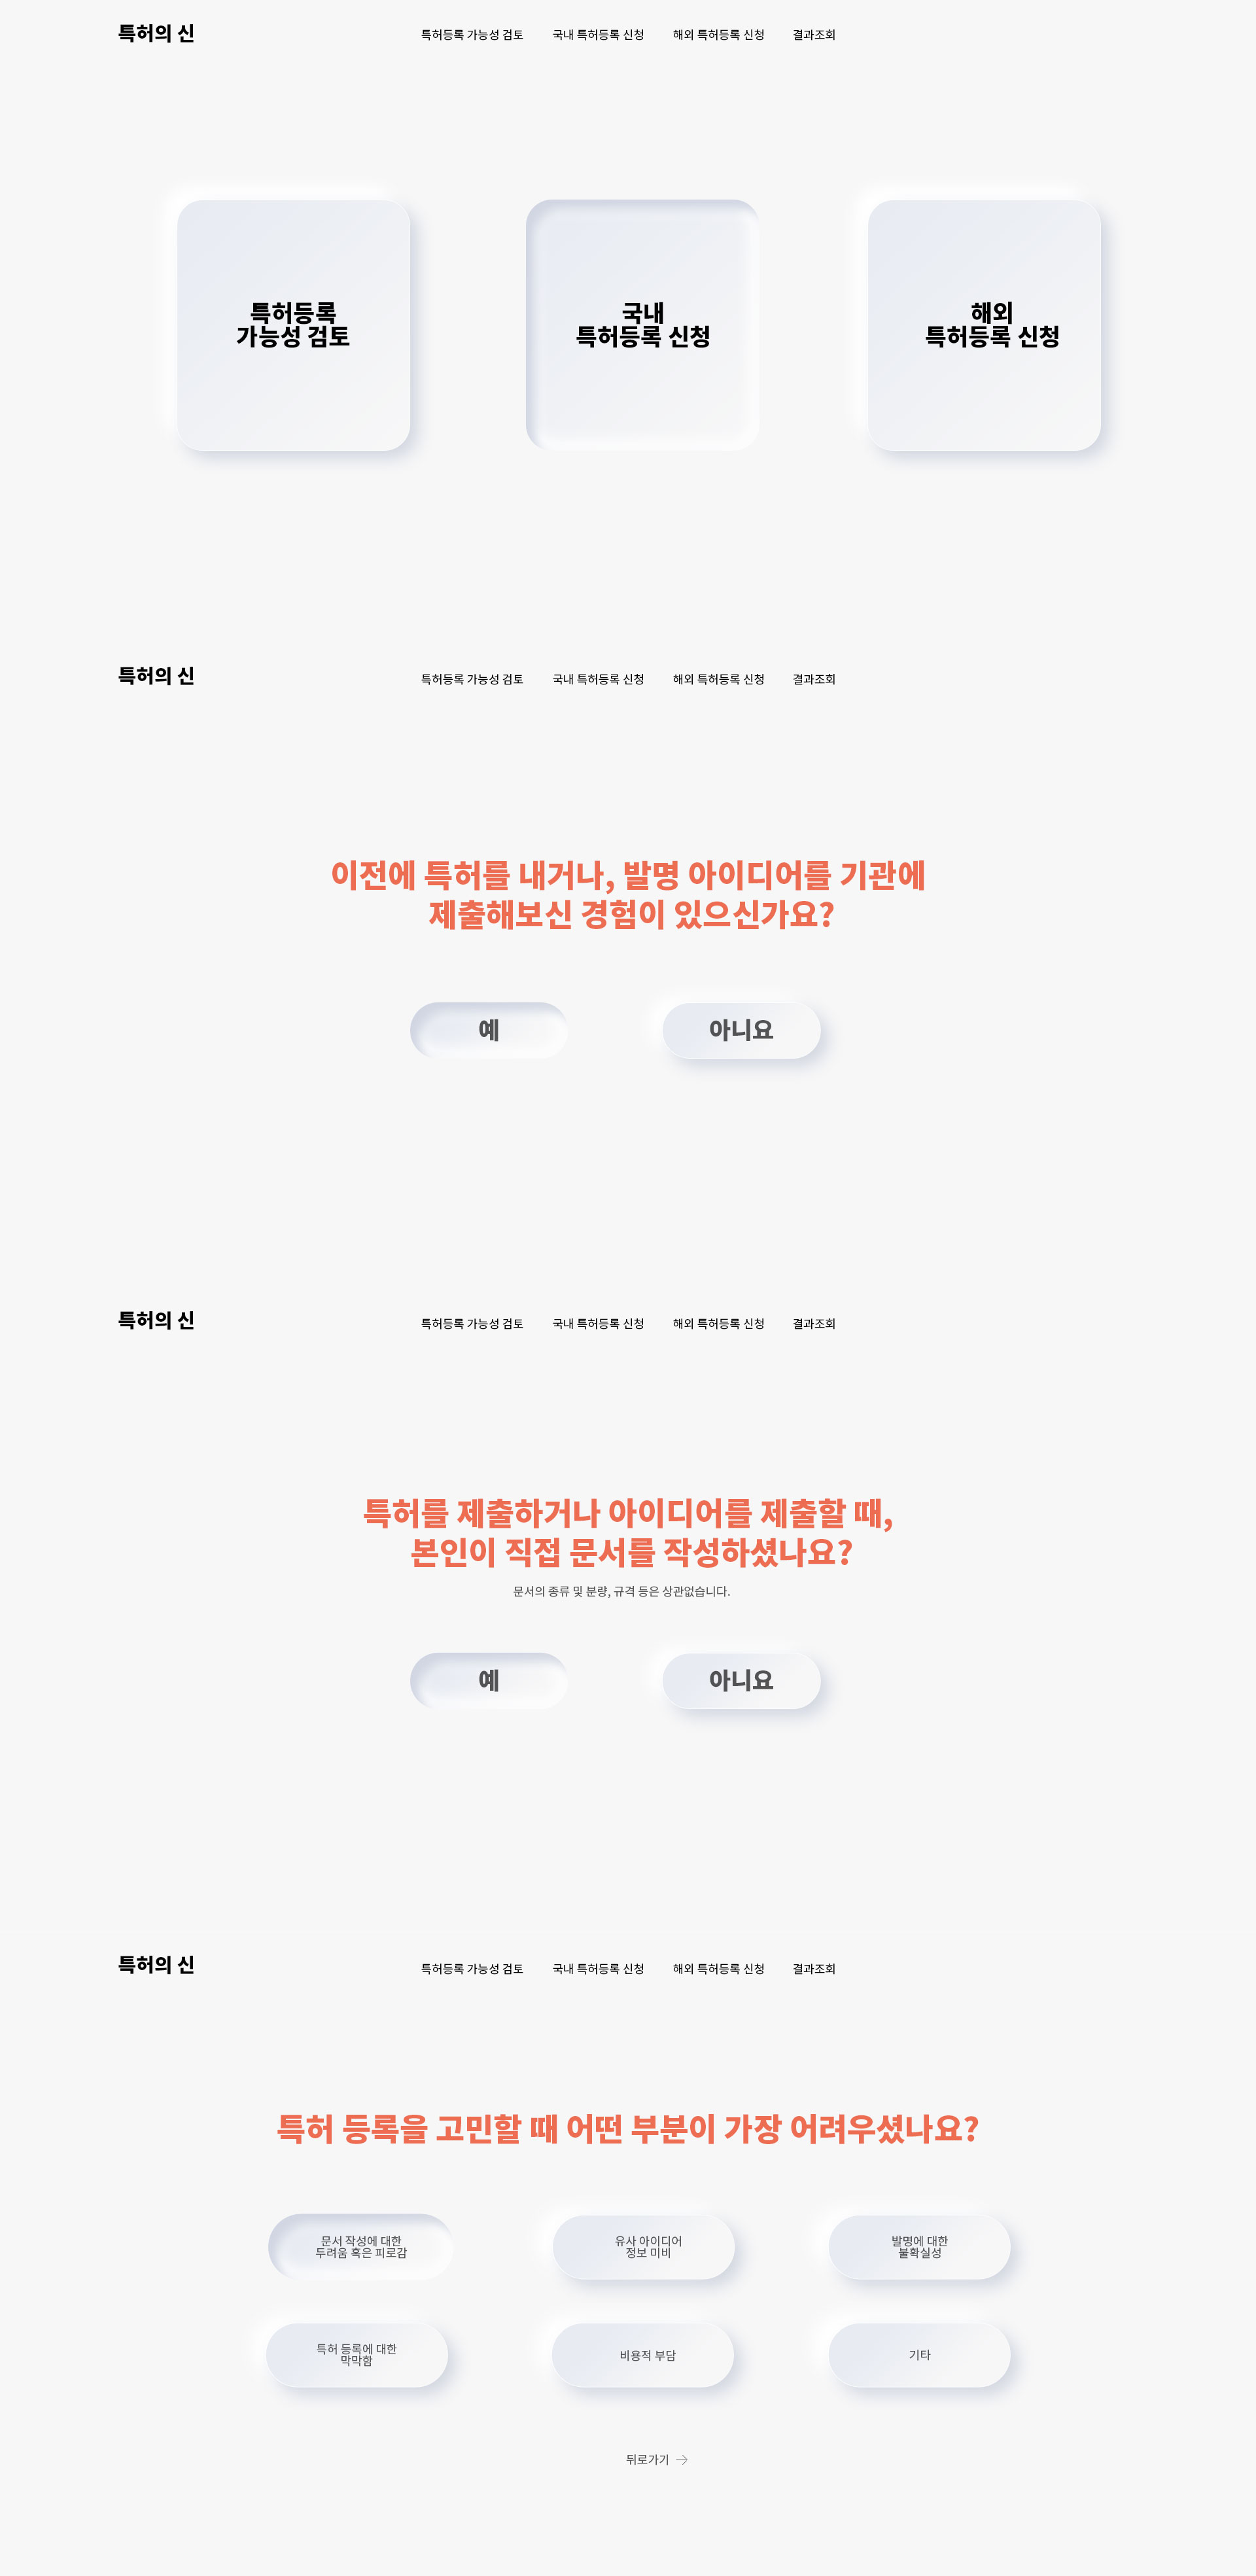 특허의 신
특허등록 가능성 검토
국내 특허등록 신청
해외 특허등록 신청
결과조회
특허등록
가능성 검토
국내
특허등록 신청
해외
특허등록 신청
특허의 신
특허등록 가능성 검토
국내 특허등록 신청
해외 특허등록 신청
결과조회
이전에 특허를 내거나, 발명 아이디어를 기관에
제출해보신 경험이 있으신가요?
예
아니요
특허의 신
특허등록 가능성 검토
국내 특허등록 신청
해외 특허등록 신청
결과조회
특허를 제출하거나 아이디어를 제출할 때,
본인이 직접 문서를 작성하셨나요?
문서의 종류 및 분량, 규격 등은 상관없습니다.
예
아니요
특허의 신
특허등록 가능성 검토
국내 특허등록 신청
해외 특허등록 신청
결과조회
특허 등록을 고민할 때 어떤 부분이 가장 어려우셨나요?
문서 작성에 대한
두려움 혹은 피로감
유사 아이디어
정보 미비
발명에 대한
불확실성
특허 등록에 대한
막막함
비용적 부담
기타
뒤로가기